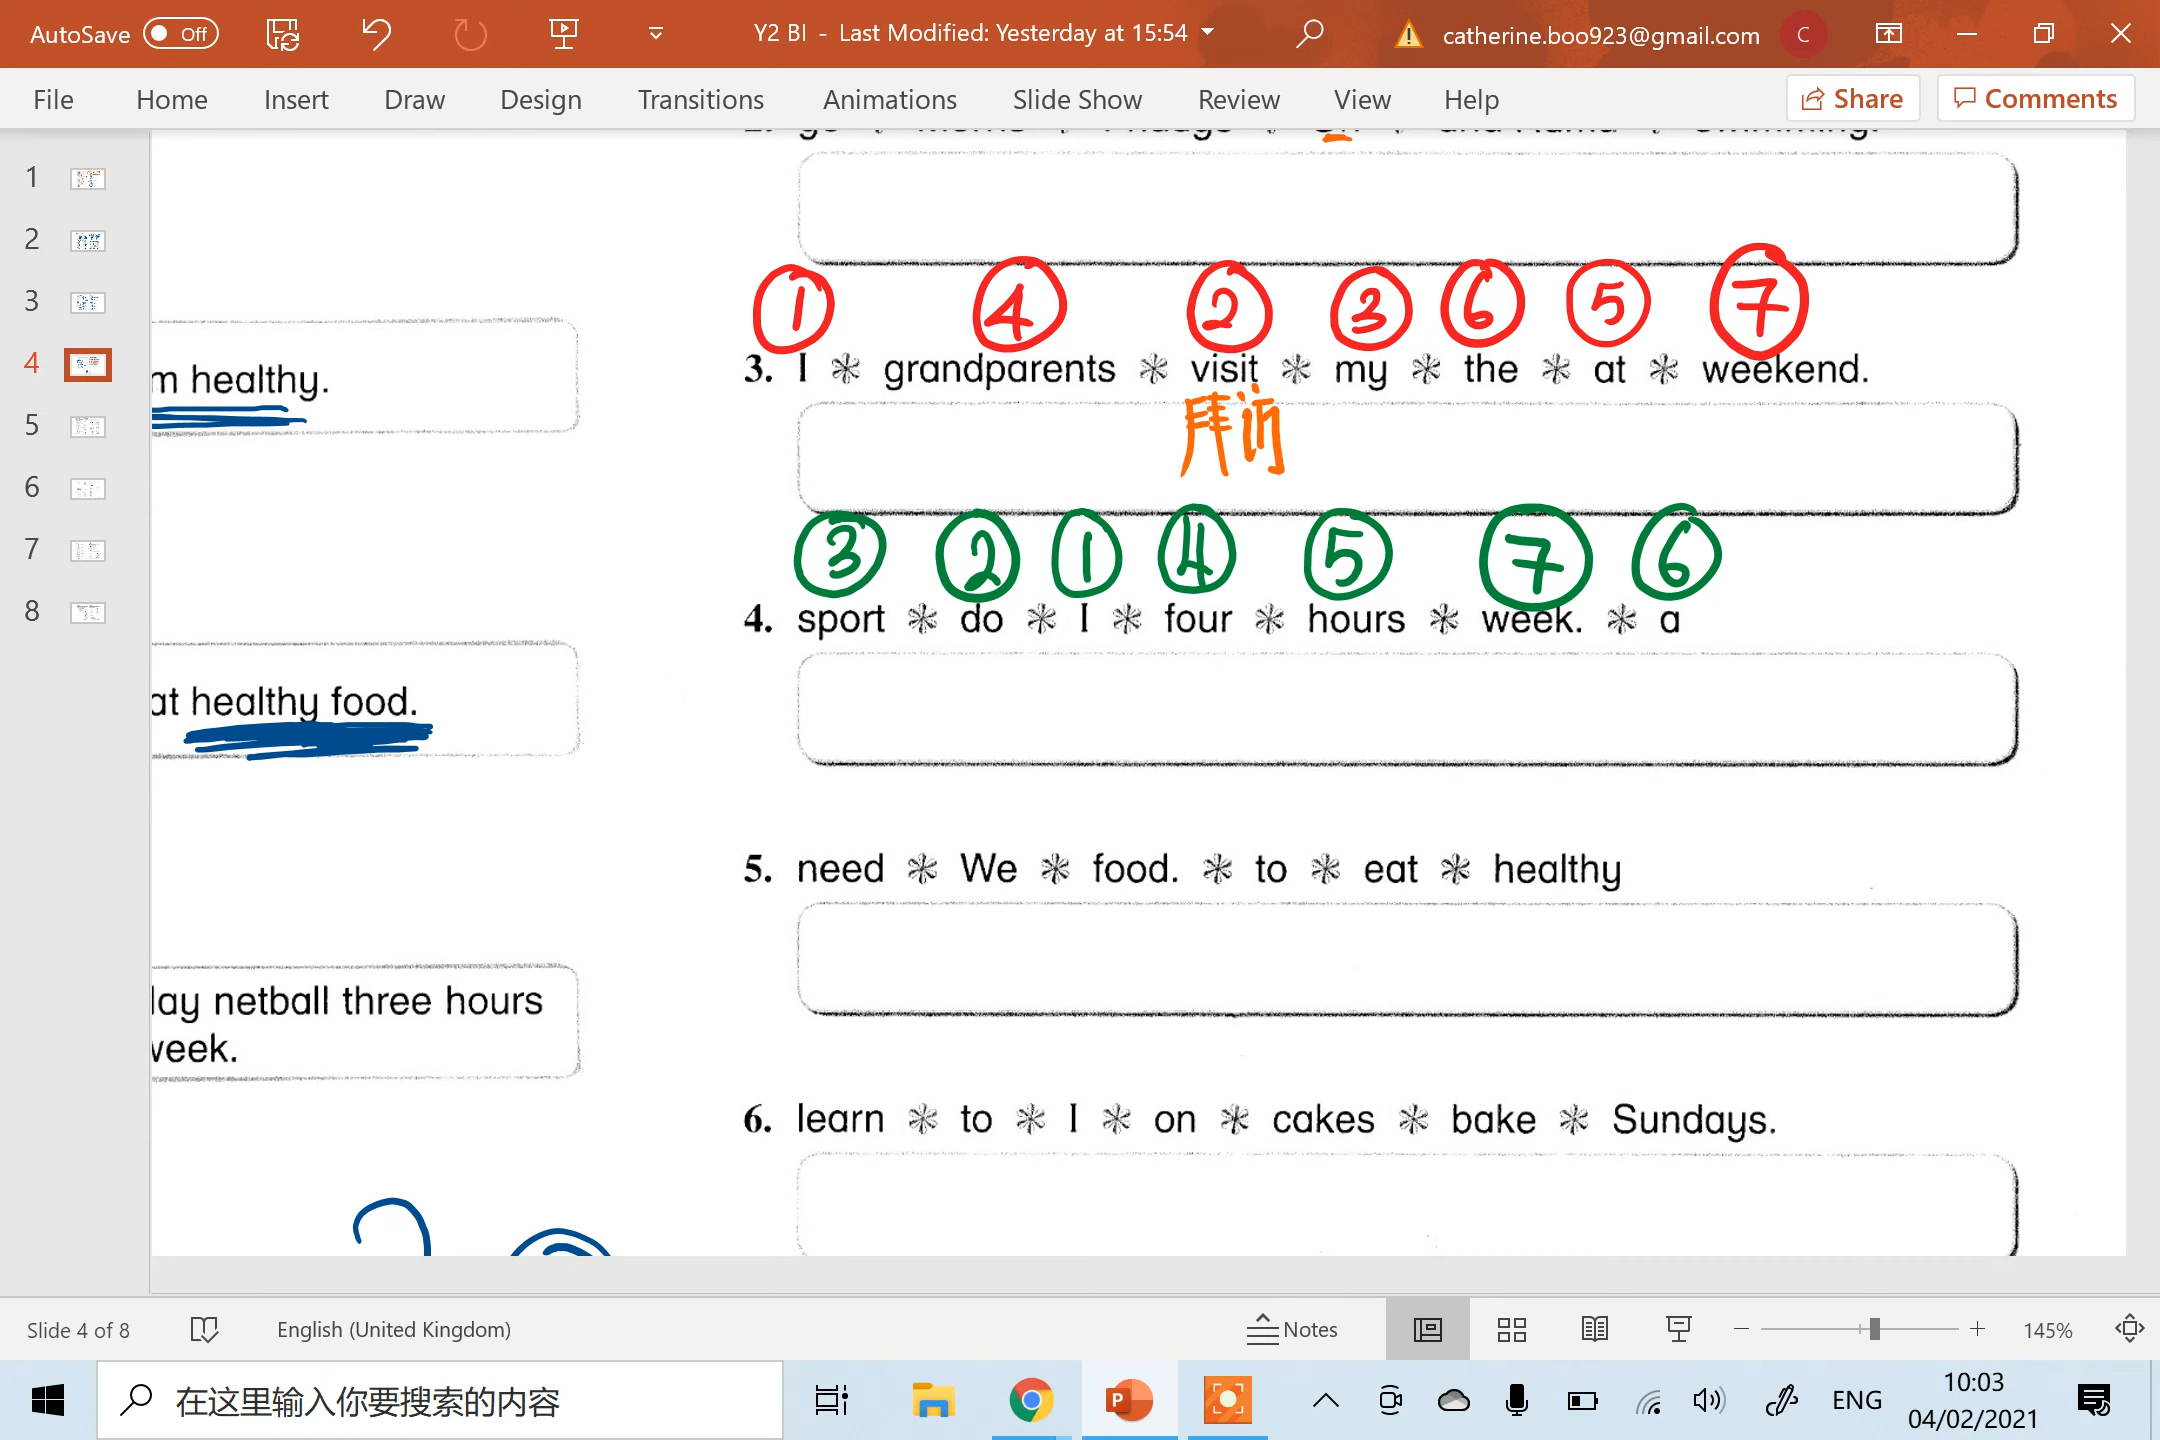 AutoSave Off Y2 BI - Last Modified: Yesterday at 15:54 catherine.boo923@gmail.com C
File Home Insert Draw Design Transitions Animations Slide Show Review View Help Share Comments
1
2
3
4
5
6
7
8
m healthy.
at healthy food.
lay netball three hours
week.
1 4 2 3 6 5 7
3. I * grandparents * visit * my * the * at * weekend.
拜访
3 2 1 4 5 7 6
4. sport * do * I * four * hours * week. * a
5. need * We * food. * to * eat * healthy
6. learn * to * I * on * cakes * bake * Sundays.
Slide 4 of 8 English (United Kingdom) Notes 145%
在这里输入你要搜索的内容 ENG 10:03
04/02/2021